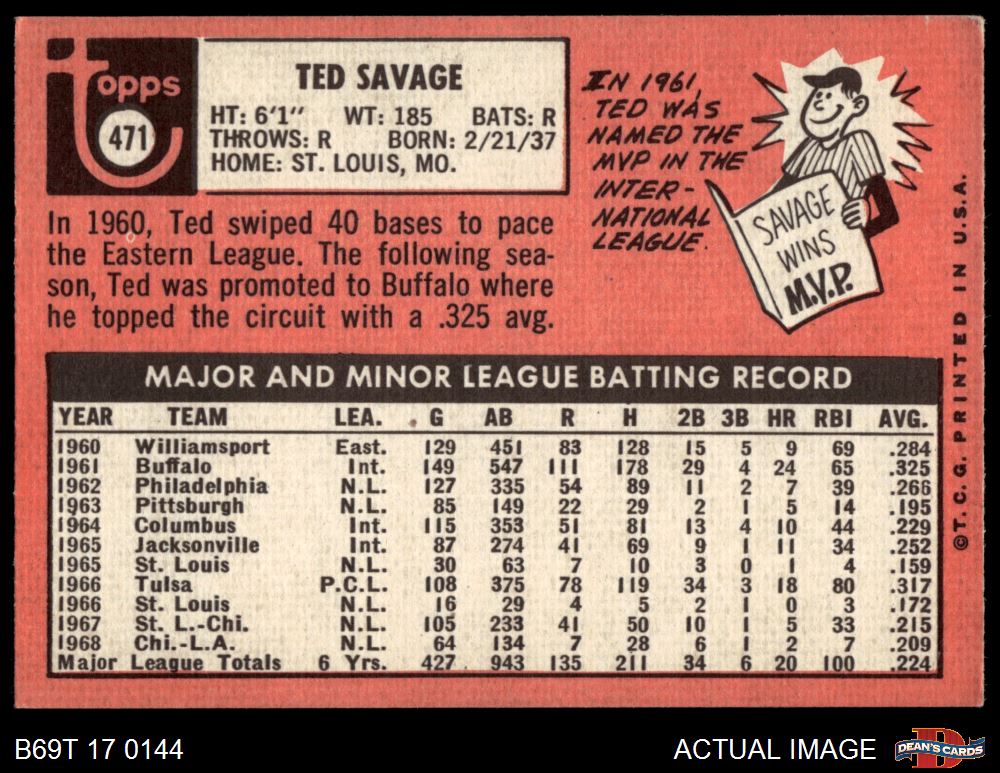 Topps
471
TED SAVAGE
HT: 6'1" WT: 185 BATS: R
THROWS: R BORN: 2/21/37
HOME: ST. LOUIS, MO.
In 1960, Ted swiped 40 bases to pace
the Eastern League. The following sea-
son, Ted was promoted to Buffalo where
he topped the circuit with a .325 avg.
IN 1961,
TED WAS
NAMED THE
MVP IN THE
INTER-
NATIONAL
LEAGUE.
SAVAGE
WINS
M.V.P.
MAJOR AND MINOR LEAGUE BATTING RECORD
YEAR TEAM LEA. G AB R H 2B 3B HR RBI AVG.
1960 Williamsport East. 129 451 83 128 15 5 9 69 .284
1961 Buffalo Int. 149 547 111 178 29 4 24 65 .325
1962 Philadelphia N.L. 127 335 54 89 11 2 7 39 .266
1963 Pittsburgh N.L. 85 149 22 29 2 1 5 14 .195
1964 Columbus Int. 115 353 51 81 13 4 10 44 .229
1965 Jacksonville Int. 87 274 41 69 9 1 11 34 .252
1965 St. Louis N.L. 30 63 7 10 3 0 1 4 .159
1966 Tulsa P.C.L. 108 375 78 119 34 3 18 80 .317
1966 St. Louis N.L. 16 29 4 5 2 1 0 3 .172
1967 St. L.-Chi. N.L. 105 233 41 50 10 1 5 33 .215
1968 Chi.-L.A. N.L. 64 134 7 28 6 1 2 7 .209
Major League Totals 6 Yrs. 427 943 135 211 34 6 20 100 .224
©T.C.G. PRINTED IN U.S.A.
B69T 17 0144
ACTUAL IMAGE
D
DEAN'S CARDS